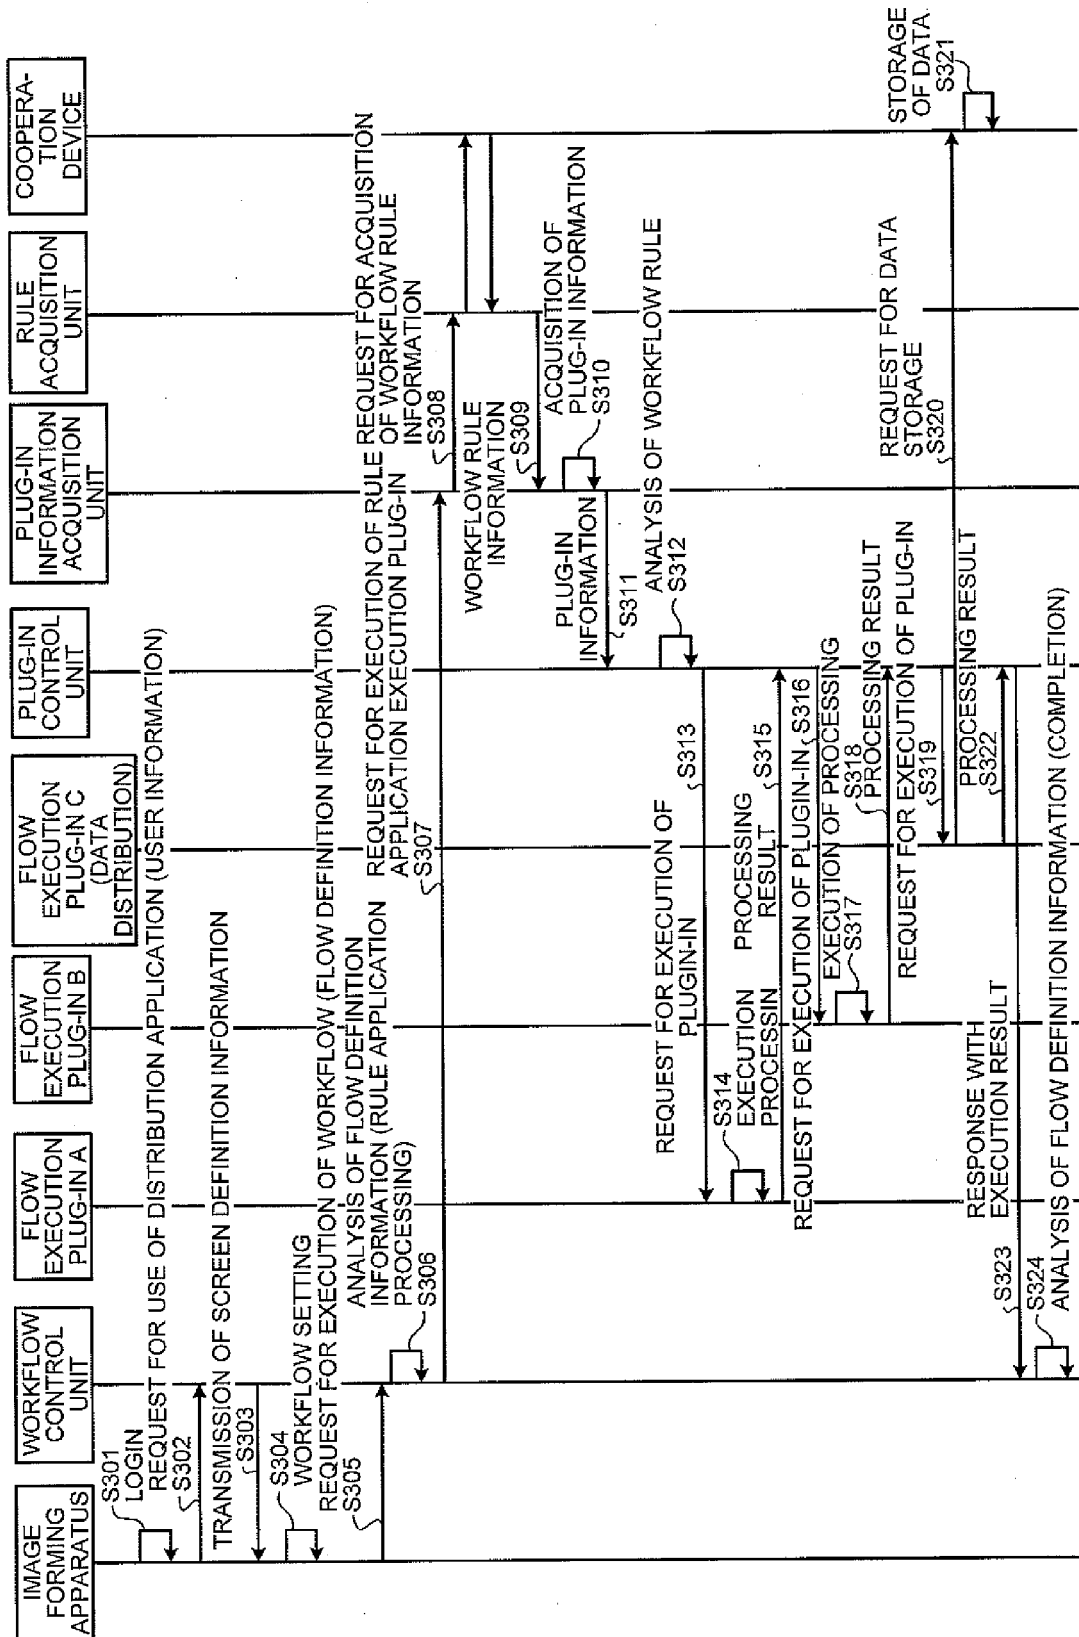 IMAGE
FORMING
APPARATUS
WORKFLOW
CONTROL
UNIT
FLOW
EXECUTION
PLUG-IN A
FLOW
EXECUTION
PLUG-IN B
FLOW
EXECUTION
PLUG-IN C
(DATA
DISTRIBUTION)
PLUG-IN
CONTROL
UNIT
PLUG-IN
INFORMATION
ACQUISITION
UNIT
RULE
ACQUISITION
UNIT
COOPERA-
TION
DEVICE
S301
LOGIN
REQUEST FOR USE OF DISTRIBUTION APPLICATION (USER INFORMATION)
S302
TRANSMISSION OF SCREEN DEFINITION INFORMATION
S303
S304
WORKFLOW SETTING
REQUEST FOR EXECUTION OF WORKFLOW (FLOW DEFINITION INFORMATION)
S305
ANALYSIS OF FLOW DEFINITION
INFORMATION (RULE APPLICATION
PROCESSING)
S306
REQUEST FOR EXECUTION OF RULE
APPLICATION EXECUTION PLUG-IN
S307
REQUEST FOR ACQUISITION
OF WORKFLOW RULE
INFORMATION
S308
WORKFLOW RULE
INFORMATION
S309
ACQUISITION OF
PLUG-IN INFORMATION
S310
PLUG-IN
INFORMATION
S311
ANALYSIS OF WORKFLOW RULE
S312
REQUEST FOR EXECUTION OF
PLUGIN-IN
S313
S314
EXECUTION
PROCESSIN
PROCESSING
RESULT
S315
REQUEST FOR EXECUTION OF PLUGIN-IN
S316
EXECUTION OF PROCESSING
S317
S318
PROCESSING RESULT
REQUEST FOR EXECUTION OF PLUG-IN
S319
REQUEST FOR DATA
STORAGE
S320
STORAGE
OF DATA
S321
PROCESSING RESULT
S322
RESPONSE WITH
EXECUTION RESULT
S323
S324
ANALYSIS OF FLOW DEFINITION INFORMATION (COMPLETION)